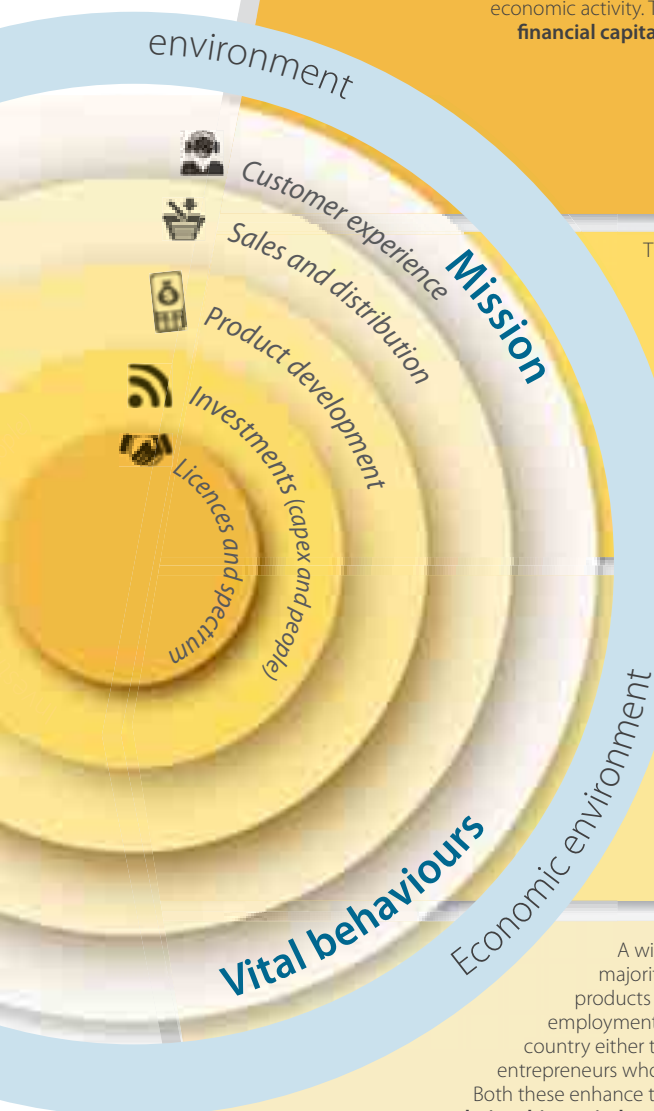 economic activity. T
financial capita
environment
Customer experience
Sales and distribution
Product development
Investments (capex and people)
Licences and spectrum
Mission
T
Vital behaviours
Economic environment
A wi
majorit
products
employment
country either t
entrepreneurs who
Both these enhance t